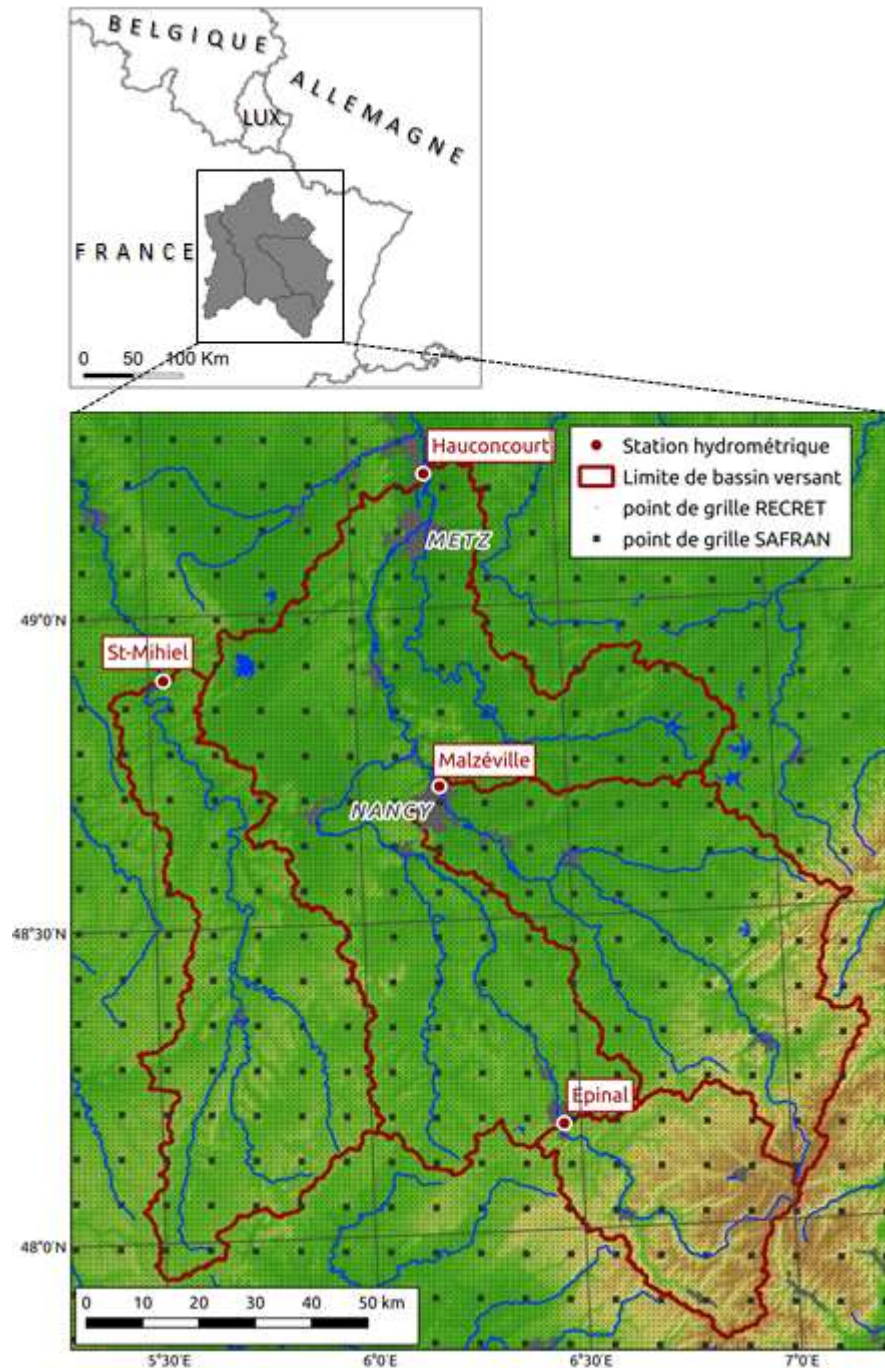 BELGIQUE
ALLEMAGNE
LUX.
FRANCE
0 50 100 Km
Hauconcourt
Station hydrométrique
Limite de bassin versant
point de grille RECRET
point de grille SAFRAN
METZ
49°0'N
St-Mihiel
Malzéville
NANCY
48°30'N
Epinal
48°0'N
0 10 20 30 40 50 km
5°30'E 6°0'E 6°30'E 7°0'E